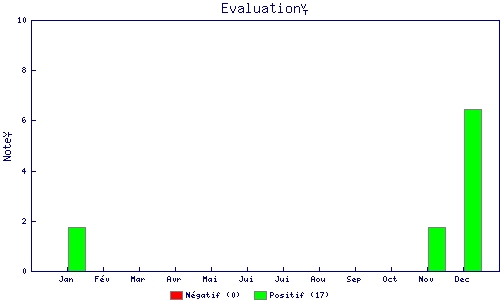 Evaluation
10
8
6
4
2
0
Note
Jan Fév Mar Avr Mai Jui Jui Aou Sep Oct Nov Dec
Négatif (0) Positif (17)